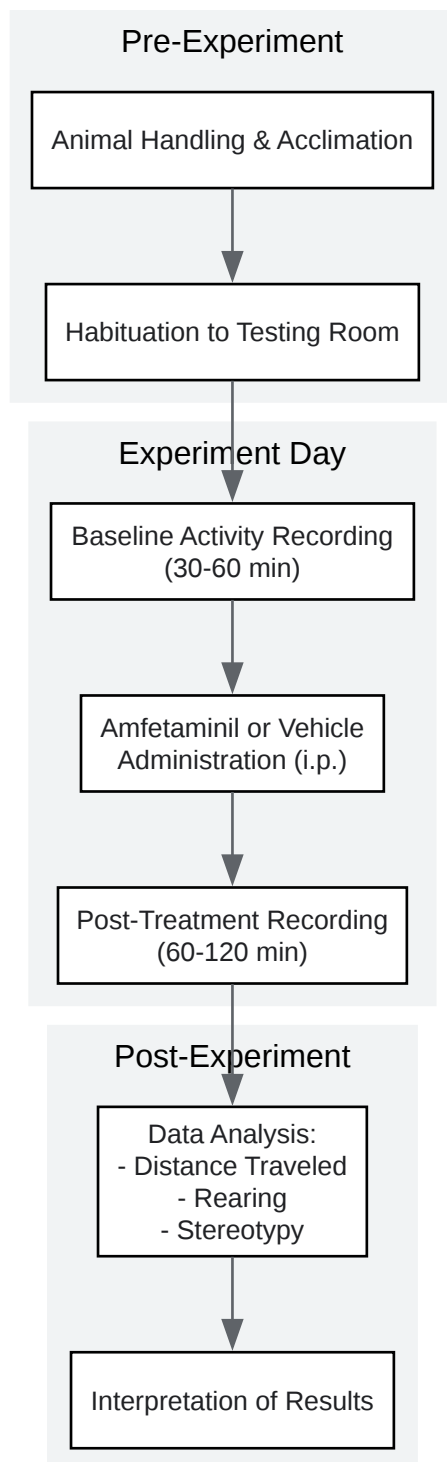 Pre-Experiment
Animal Handling & Acclimation
Habituation to Testing Room
Experiment Day
Baseline Activity Recording
(30-60 min)
Amfetaminil or Vehicle
Administration (i.p.)
Post-Treatment Recording
(60-120 min)
Post-Experiment
Data Analysis:
- Distance Traveled
- Rearing
- Stereotypy
Interpretation of Results